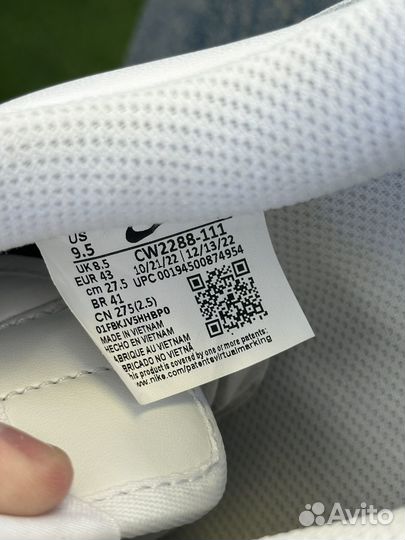 US
9.5
UK 8.5
EUR 43
cm 27.5
BR 41
CN 275(2.5)
01FBKJV5HHBP0
MADE IN VIETNAM
HECHO EN VIETNAM
FABRIQUE AU VIETNAM
FABRICADO NO VIETNÃ
This product is covered by one or more patents.
www.nike.com/patentsvirtualmarking
CW2288-111
10/21/22 | 12/13/22
UPC 00194500874954
Avito